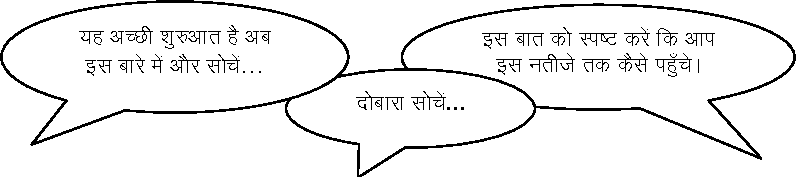 यह अच्छी शुरुआत है अब
इस बारे में और सोचें...
दोबारा सोचें...
इस बात को स्पष्ट करें कि आप
इस नतीजे तक कैसे पहुँचे।